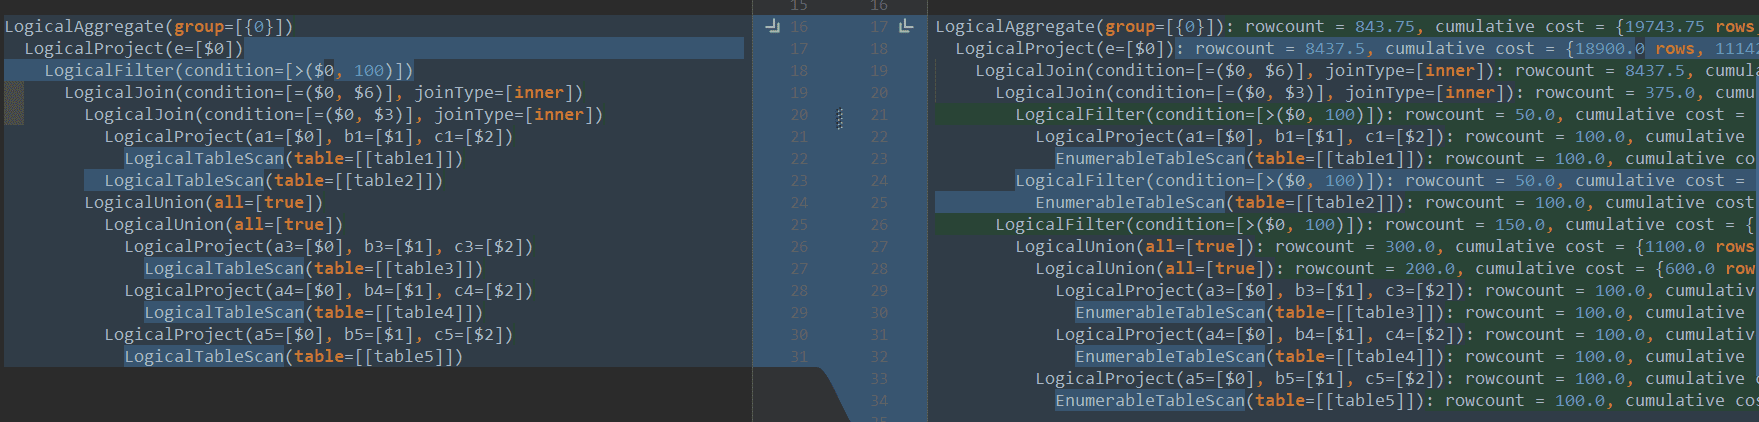 15 16
LogicalAggregate(group=[{0}]) 16 17 LogicalAggregate(group=[{0}]): rowcount = 843.75, cumulative cost = {19743.75 rows,
LogicalProject(e=[$0]) 17 18 LogicalProject(e=[$0]): rowcount = 8437.5, cumulative cost = {18900.0 rows, 11142
LogicalFilter(condition=[>($0, 100)]) 18 19 LogicalJoin(condition=[=($0, $6)], joinType=[inner]): rowcount = 8437.5, cumula
LogicalJoin(condition=[=($0, $6)], joinType=[inner]) 19 20 LogicalJoin(condition=[=($0, $3)], joinType=[inner]): rowcount = 375.0, cumu
LogicalJoin(condition=[=($0, $3)], joinType=[inner]) 20 21 LogicalFilter(condition=[>($0, 100)]): rowcount = 50.0, cumulative cost =
LogicalProject(a1=[$0], b1=[$1], c1=[$2]) 21 22 LogicalProject(a1=[$0], b1=[$1], c1=[$2]): rowcount = 100.0, cumulative
LogicalTableScan(table=[[table1]]) 22 23 EnumerableTableScan(table=[[table1]]): rowcount = 100.0, cumulative co
LogicalTableScan(table=[[table2]]) 23 24 LogicalFilter(condition=[>($0, 100)]): rowcount = 50.0, cumulative cost =
LogicalUnion(all=[true]) 24 25 EnumerableTableScan(table=[[table2]]): rowcount = 100.0, cumulative cost
LogicalUnion(all=[true]) 25 26 LogicalFilter(condition=[>($0, 100)]): rowcount = 150.0, cumulative cost = {
LogicalProject(a3=[$0], b3=[$1], c3=[$2]) 26 27 LogicalUnion(all=[true]): rowcount = 300.0, cumulative cost = {1100.0 rows
LogicalTableScan(table=[[table3]]) 27 28 LogicalUnion(all=[true]): rowcount = 200.0, cumulative cost = {600.0 row
LogicalProject(a4=[$0], b4=[$1], c4=[$2]) 28 29 LogicalProject(a3=[$0], b3=[$1], c3=[$2]): rowcount = 100.0, cumulativ
LogicalTableScan(table=[[table4]]) 29 30 EnumerableTableScan(table=[[table3]]): rowcount = 100.0, cumulative
LogicalProject(a5=[$0], b5=[$1], c5=[$2]) 30 31 LogicalProject(a4=[$0], b4=[$1], c4=[$2]): rowcount = 100.0, cumulativ
LogicalTableScan(table=[[table5]]) 31 32 EnumerableTableScan(table=[[table4]]): rowcount = 100.0, cumulative
33 LogicalProject(a5=[$0], b5=[$1], c5=[$2]): rowcount = 100.0, cumulative
34 EnumerableTableScan(table=[[table5]]): rowcount = 100.0, cumulative cos